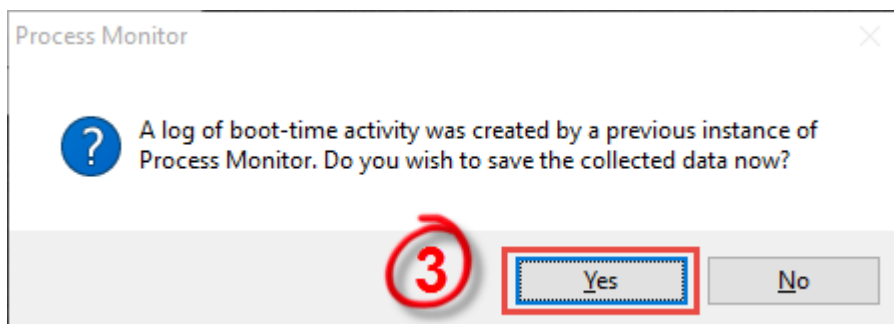 Process Monitor
?
A log of boot-time activity was created by a previous instance of
Process Monitor. Do you wish to save the collected data now?
3
Yes
No